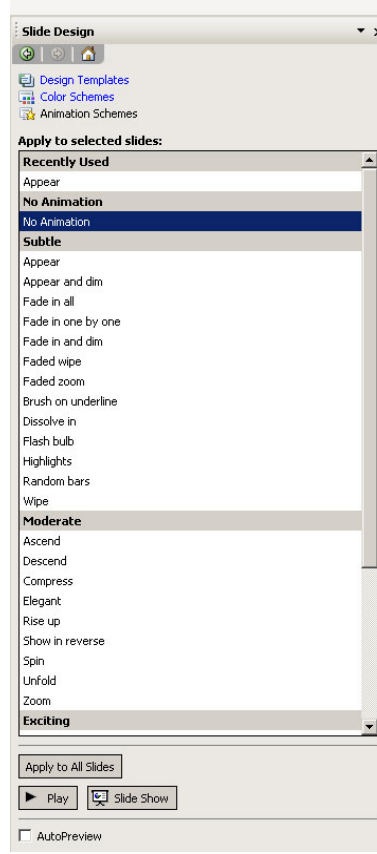 Slide Design
Design Templates
Color Schemes
Animation Schemes
Apply to selected slides:
Recently Used
Appear
No Animation
No Animation
Subtle
Appear
Appear and dim
Fade in all
Fade in one by one
Fade in and dim
Faded wipe
Faded zoom
Brush on underline
Dissolve in
Flash bulb
Highlights
Random bars
Wipe
Moderate
Ascend
Descend
Compress
Elegant
Rise up
Show in reverse
Spin
Unfold
Zoom
Exciting
Apply to All Slides
Play Slide Show
AutoPreview